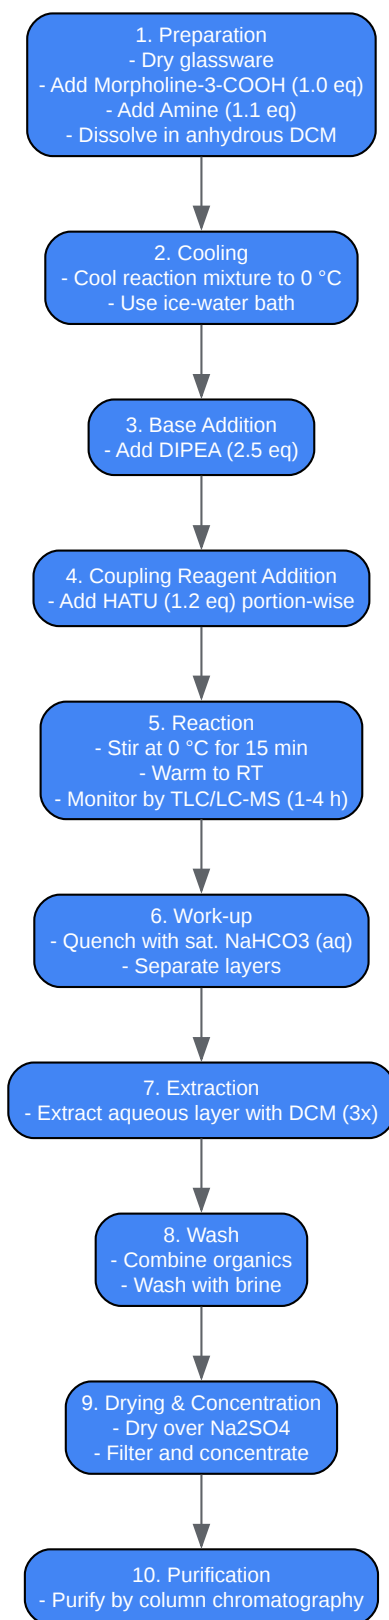 1. Preparation
- Dry glassware
- Add Morpholine-3-COOH (1.0 eq)
- Add Amine (1.1 eq)
- Dissolve in anhydrous DCM
2. Cooling
- Cool reaction mixture to 0 °C
- Use ice-water bath
3. Base Addition
- Add DIPEA (2.5 eq)
4. Coupling Reagent Addition
- Add HATU (1.2 eq) portion-wise
5. Reaction
- Stir at 0 °C for 15 min
- Warm to RT
- Monitor by TLC/LC-MS (1-4 h)
6. Work-up
- Quench with sat. NaHCO3 (aq)
- Separate layers
7. Extraction
- Extract aqueous layer with DCM (3x)
8. Wash
- Combine organics
- Wash with brine
9. Drying & Concentration
- Dry over Na2SO4
- Filter and concentrate
10. Purification
- Purify by column chromatography